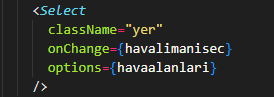 <Select
className="yer"
onChange={havalimanisec}
options={havaalanlari}
/>